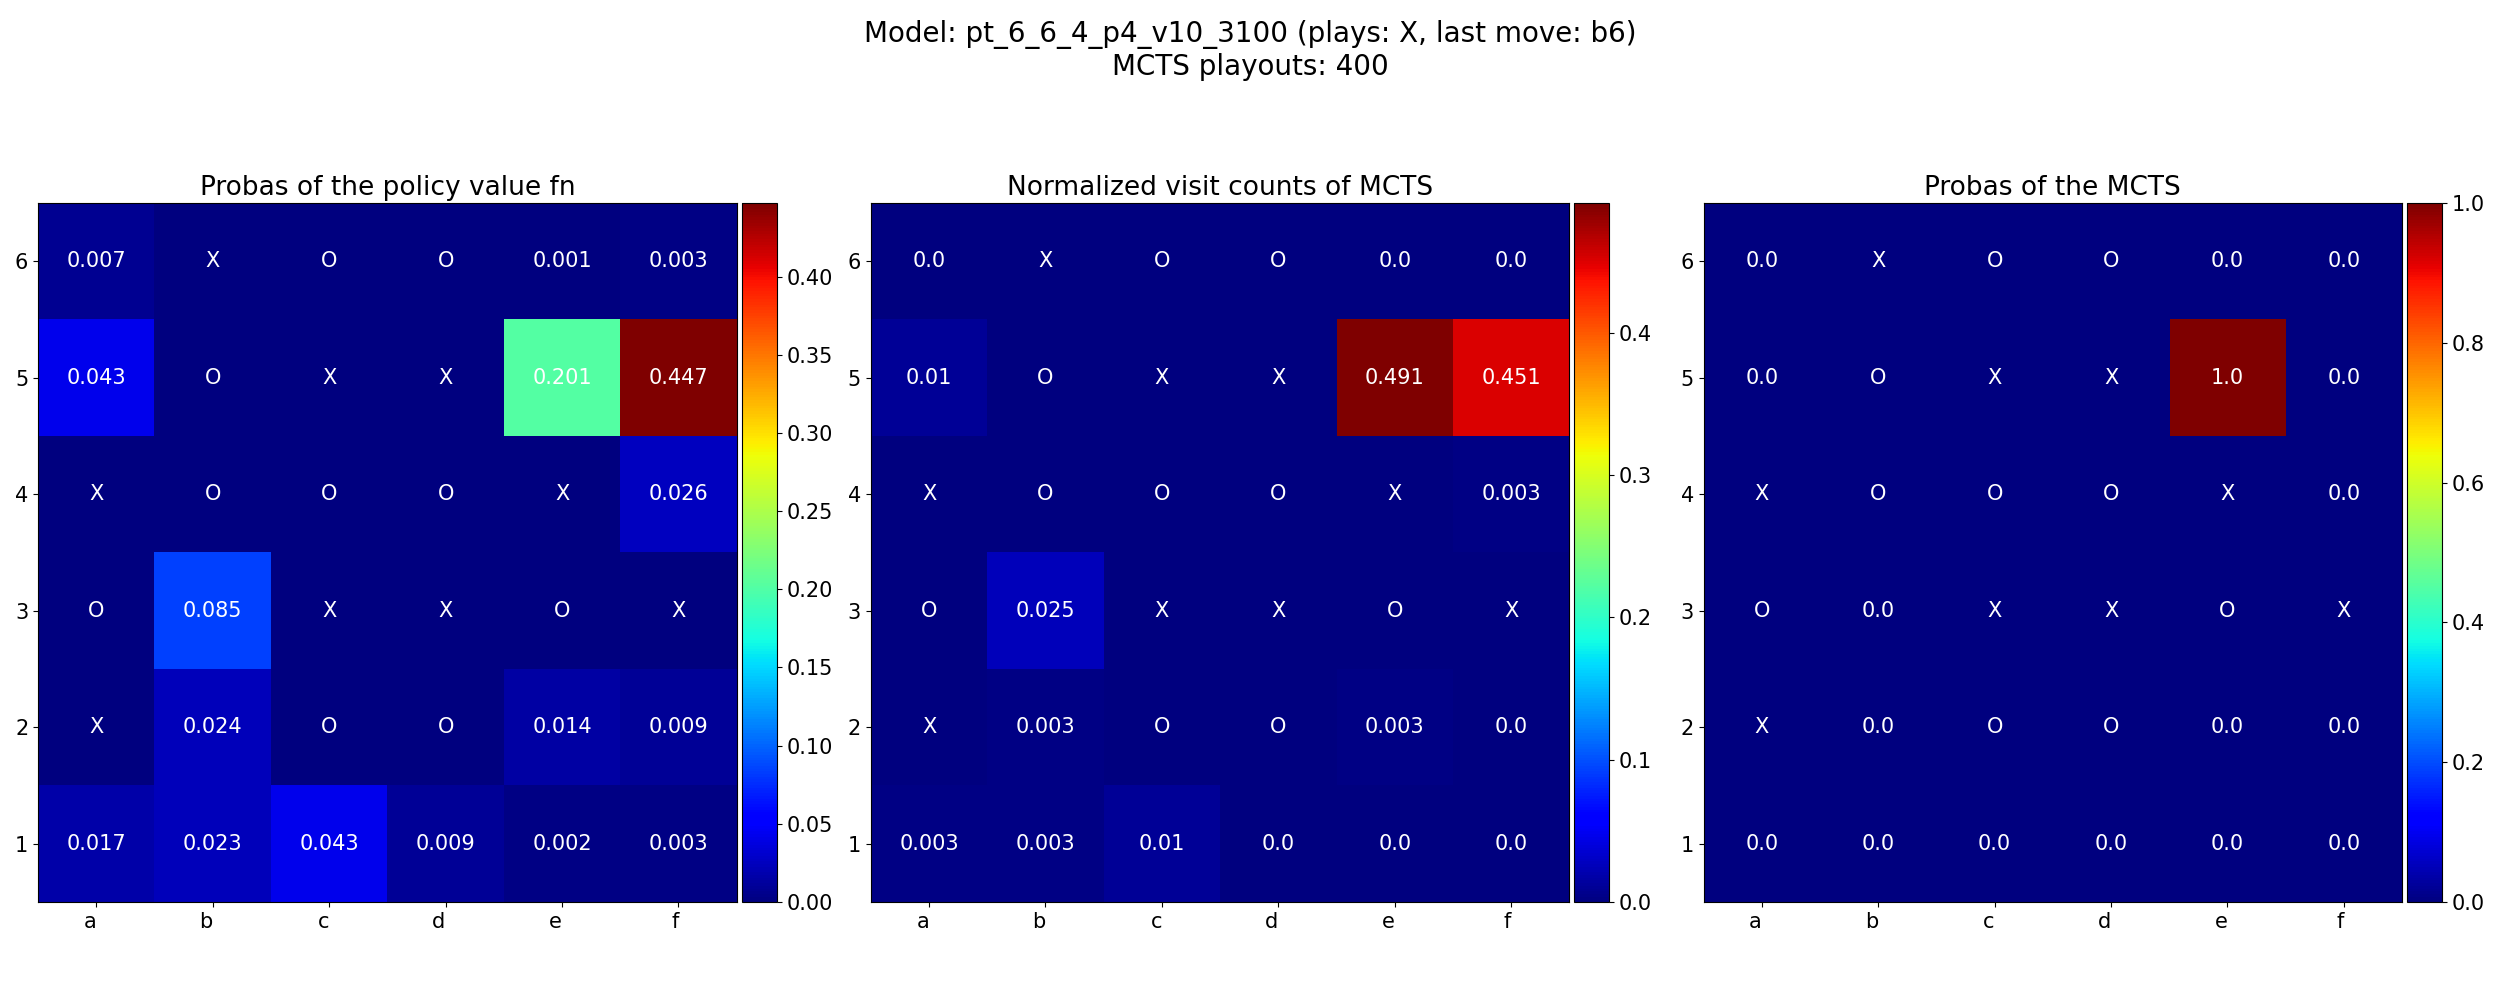 Model: pt_6_6_4_p4_v10_3100 (plays: X, last move: b6)
MCTS playouts: 400
Probas of the policy value fn
6 0.007 X O O 0.001 0.003
5 0.043 O X X 0.201 0.447
4 X O O O X 0.026
3 O 0.085 X X O X
2 X 0.024 O O 0.014 0.009
1 0.017 0.023 0.043 0.009 0.002 0.003
a b c d e f
0.40
0.35
0.30
0.25
0.20
0.15
0.10
0.05
0.00
Normalized visit counts of MCTS
6 0.0 X O O 0.0 0.0
5 0.01 O X X 0.491 0.451
4 X O O O X 0.003
3 O 0.025 X X O X
2 X 0.003 O O 0.003 0.0
1 0.003 0.003 0.01 0.0 0.0 0.0
a b c d e f
0.4
0.3
0.2
0.1
0.0
Probas of the MCTS
6 0.0 X O O 0.0 0.0
5 0.0 O X X 1.0 0.0
4 X O O O X 0.0
3 O 0.0 X X O X
2 X 0.0 O O 0.0 0.0
1 0.0 0.0 0.0 0.0 0.0 0.0
a b c d e f
1.0
0.8
0.6
0.4
0.2
0.0